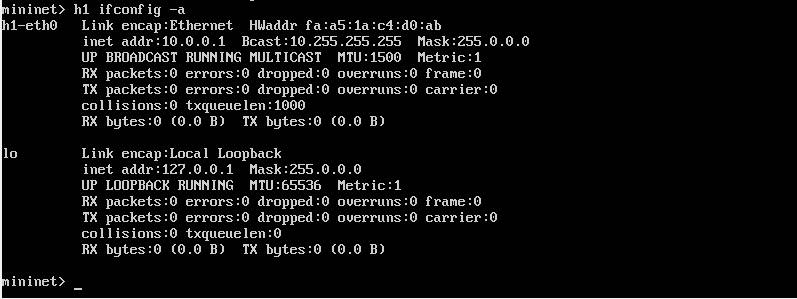 mininet> h1 ifconfig -a
h1-eth0   Link encap:Ethernet  HWaddr fa:a5:1a:c4:d0:ab
          inet addr:10.0.0.1  Bcast:10.255.255.255  Mask:255.0.0.0
          UP BROADCAST RUNNING MULTICAST  MTU:1500  Metric:1
          RX packets:0 errors:0 dropped:0 overruns:0 frame:0
          TX packets:0 errors:0 dropped:0 overruns:0 carrier:0
          collisions:0 txqueuelen:1000
          RX bytes:0 (0.0 B)  TX bytes:0 (0.0 B)

lo        Link encap:Local Loopback
          inet addr:127.0.0.1  Mask:255.0.0.0
          UP LOOPBACK RUNNING  MTU:65536  Metric:1
          RX packets:0 errors:0 dropped:0 overruns:0 frame:0
          TX packets:0 errors:0 dropped:0 overruns:0 carrier:0
          collisions:0 txqueuelen:0
          RX bytes:0 (0.0 B)  TX bytes:0 (0.0 B)

mininet> _